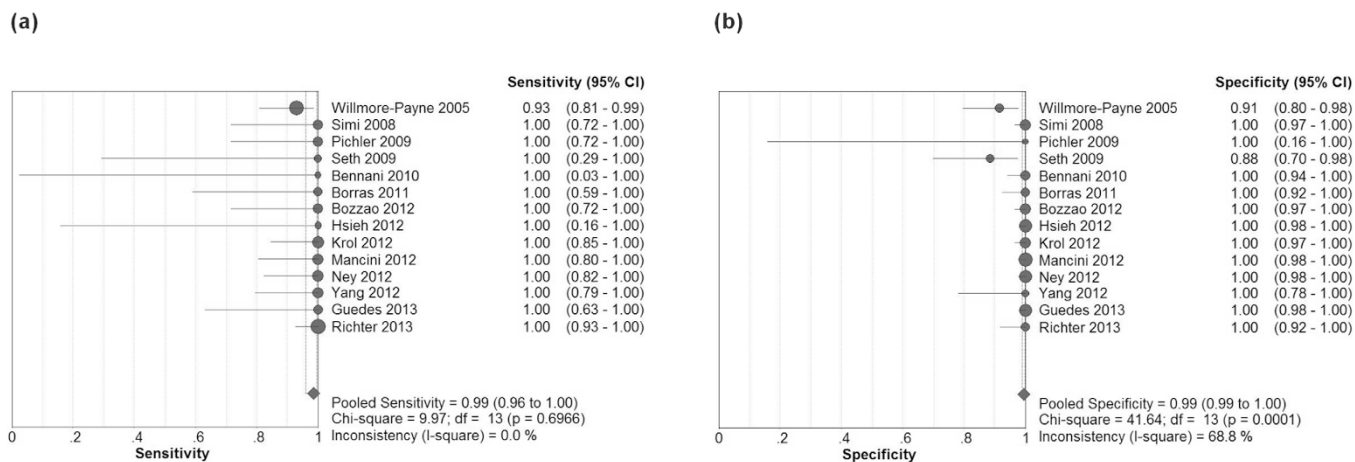 (a)
Sensitivity (95% CI)
Willmore-Payne 2005 0.93 (0.81 - 0.99)
Simi 2008 1.00 (0.72 - 1.00)
Pichler 2009 1.00 (0.72 - 1.00)
Seth 2009 1.00 (0.29 - 1.00)
Bennani 2010 1.00 (0.03 - 1.00)
Borras 2011 1.00 (0.59 - 1.00)
Bozzao 2012 1.00 (0.72 - 1.00)
Hsieh 2012 1.00 (0.16 - 1.00)
Krol 2012 1.00 (0.85 - 1.00)
Mancini 2012 1.00 (0.80 - 1.00)
Ney 2012 1.00 (0.82 - 1.00)
Yang 2012 1.00 (0.79 - 1.00)
Guedes 2013 1.00 (0.63 - 1.00)
Richter 2013 1.00 (0.93 - 1.00)
Pooled Sensitivity = 0.99 (0.96 to 1.00)
Chi-square = 9.97; df = 13 (p = 0.6966)
Inconsistency (I-square) = 0.0 %
0 .2 .4 .6 .8 1
Sensitivity
(b)
Specificity (95% CI)
Willmore-Payne 2005 0.91 (0.80 - 0.98)
Simi 2008 1.00 (0.97 - 1.00)
Pichler 2009 1.00 (0.16 - 1.00)
Seth 2009 0.88 (0.70 - 0.98)
Bennani 2010 1.00 (0.94 - 1.00)
Borras 2011 1.00 (0.92 - 1.00)
Bozzao 2012 1.00 (0.97 - 1.00)
Hsieh 2012 1.00 (0.98 - 1.00)
Krol 2012 1.00 (0.97 - 1.00)
Mancini 2012 1.00 (0.98 - 1.00)
Ney 2012 1.00 (0.98 - 1.00)
Yang 2012 1.00 (0.78 - 1.00)
Guedes 2013 1.00 (0.98 - 1.00)
Richter 2013 1.00 (0.92 - 1.00)
Pooled Specificity = 0.99 (0.99 to 1.00)
Chi-square = 41.64; df = 13 (p = 0.0001)
Inconsistency (I-square) = 68.8 %
0 .2 .4 .6 .8 1
Specificity